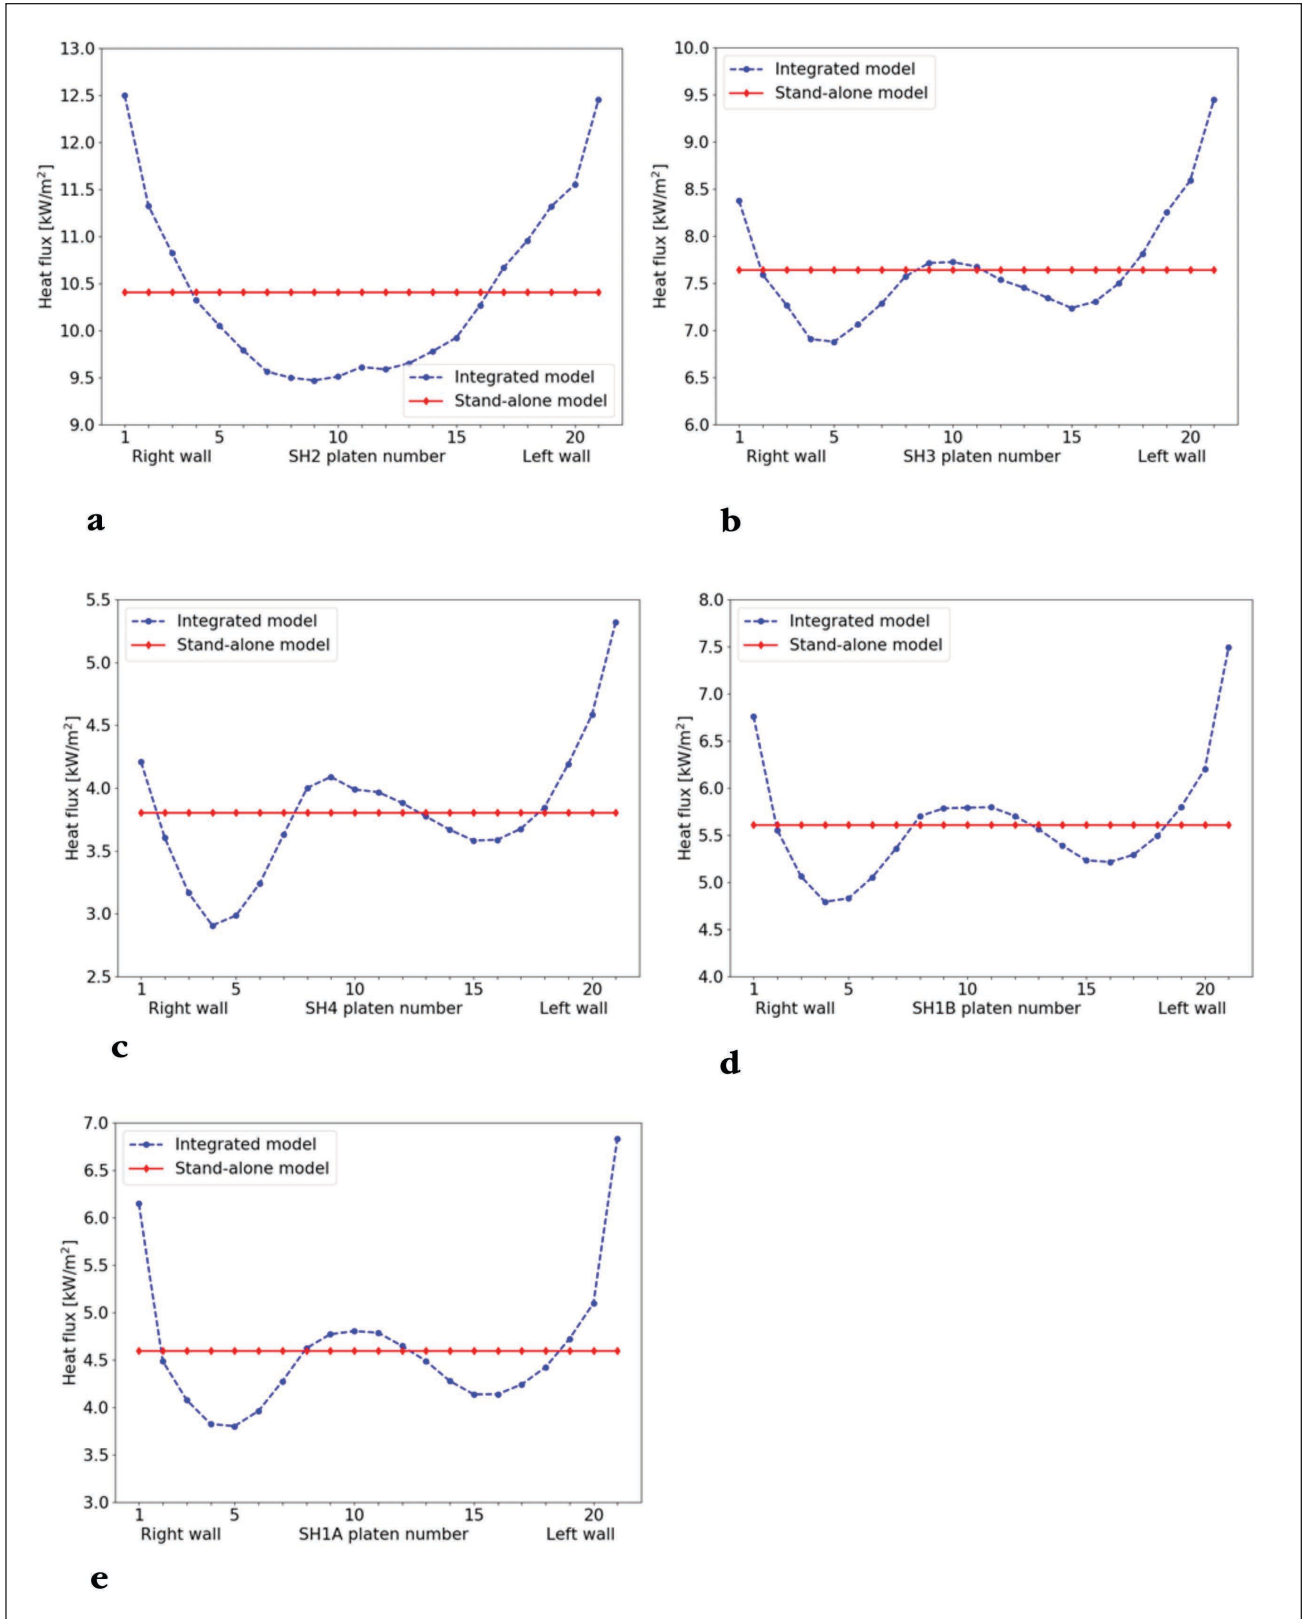 13.0
12.5
12.0
11.5
11.0
10.5
10.0
9.5
9.0
Heat flux [kW/m²]
Integrated model
Stand-alone model
1 5 10 15 20
Right wall SH2 platen number Left wall
a
10.0
9.5
9.0
8.5
8.0
7.5
7.0
6.5
6.0
Heat flux [kW/m²]
Integrated model
Stand-alone model
1 5 10 15 20
Right wall SH3 platen number Left wall
b
5.5
5.0
4.5
4.0
3.5
3.0
2.5
Heat flux [kW/m²]
Integrated model
Stand-alone model
1 5 10 15 20
Right wall SH4 platen number Left wall
c
8.0
7.5
7.0
6.5
6.0
5.5
5.0
4.5
4.0
Heat flux [kW/m²]
Integrated model
Stand-alone model
1 5 10 15 20
Right wall SH1B platen number Left wall
d
7.0
6.5
6.0
5.5
5.0
4.5
4.0
3.5
3.0
Heat flux [kW/m²]
Integrated model
Stand-alone model
1 5 10 15 20
Right wall SH1A platen number Left wall
e